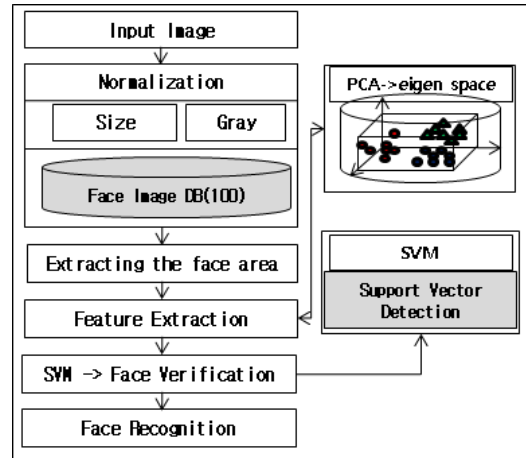 Input Image
Normalization
Size
Gray
Face Image DB(100)
Extracting the face area
Feature Extraction
SVM -> Face Verification
Face Recognition
PCA->eigen space
SVM
Support Vector
Detection